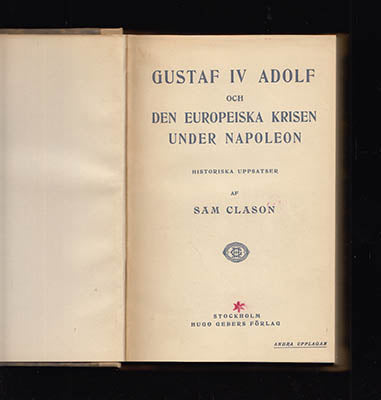 GUSTAF IV ADOLF
OCH
DEN EUROPEISKA KRISEN
UNDER NAPOLEON
HISTORISKA UPPSATSER
AF
SAM CLASON
STOCKHOLM
HUGO GEBERS FÖRLAG
ANDRA UPPLAGAN